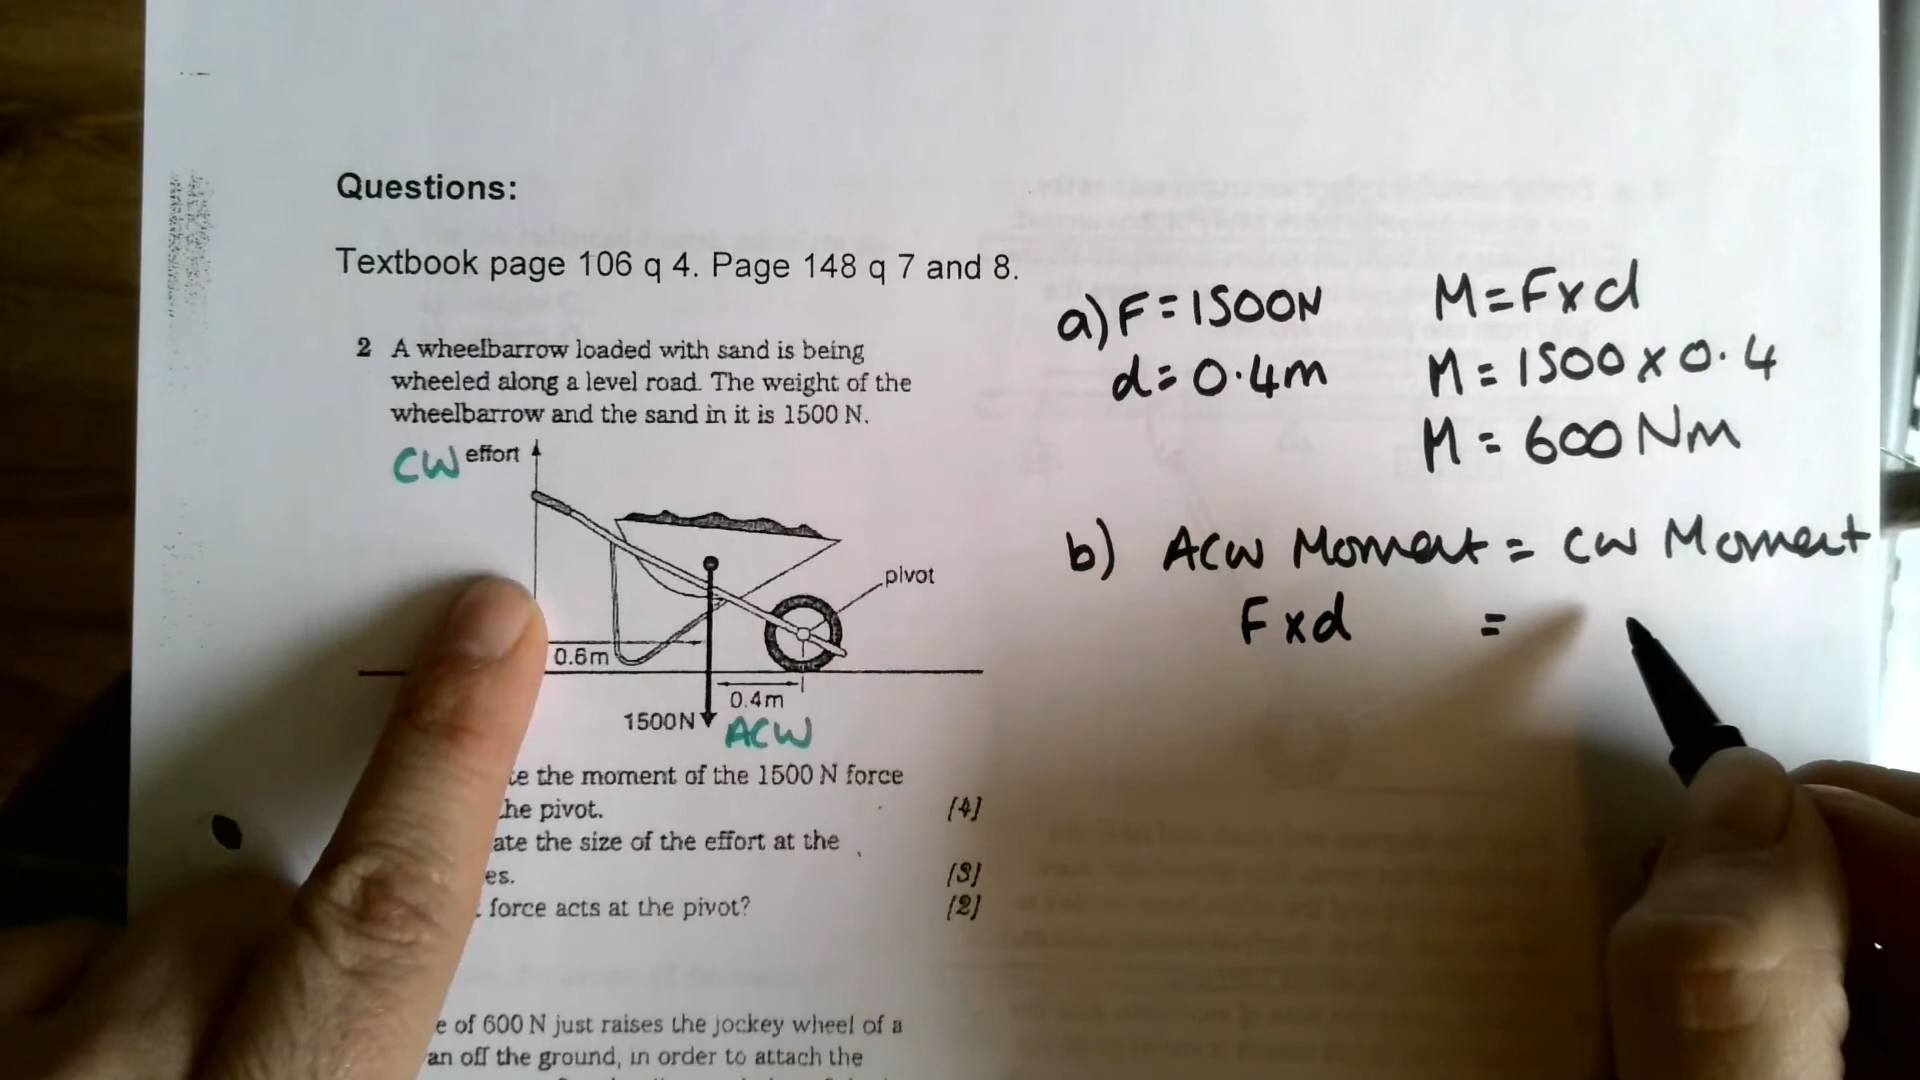 Questions:
Textbook page 106 q 4. Page 148 q 7 and 8.
2 A wheelbarrow loaded with sand is being
wheeled along a level road. The weight of the
wheelbarrow and the sand in it is 1500 N.
CW effort
pivot
0.6m
0.4m
1500N
ACW
the moment of the 1500 N force
pivot. [4]
the size of the effort at the
[3]
force acts at the pivot? [2]
of 600 N just raises the jockey wheel of a
off the ground, in order to attach the
a) F = 1500N
d = 0.4m
M = F x d
M = 1500 x 0.4
M = 600 Nm
b) ACW Moment = CW Moment
F x d =